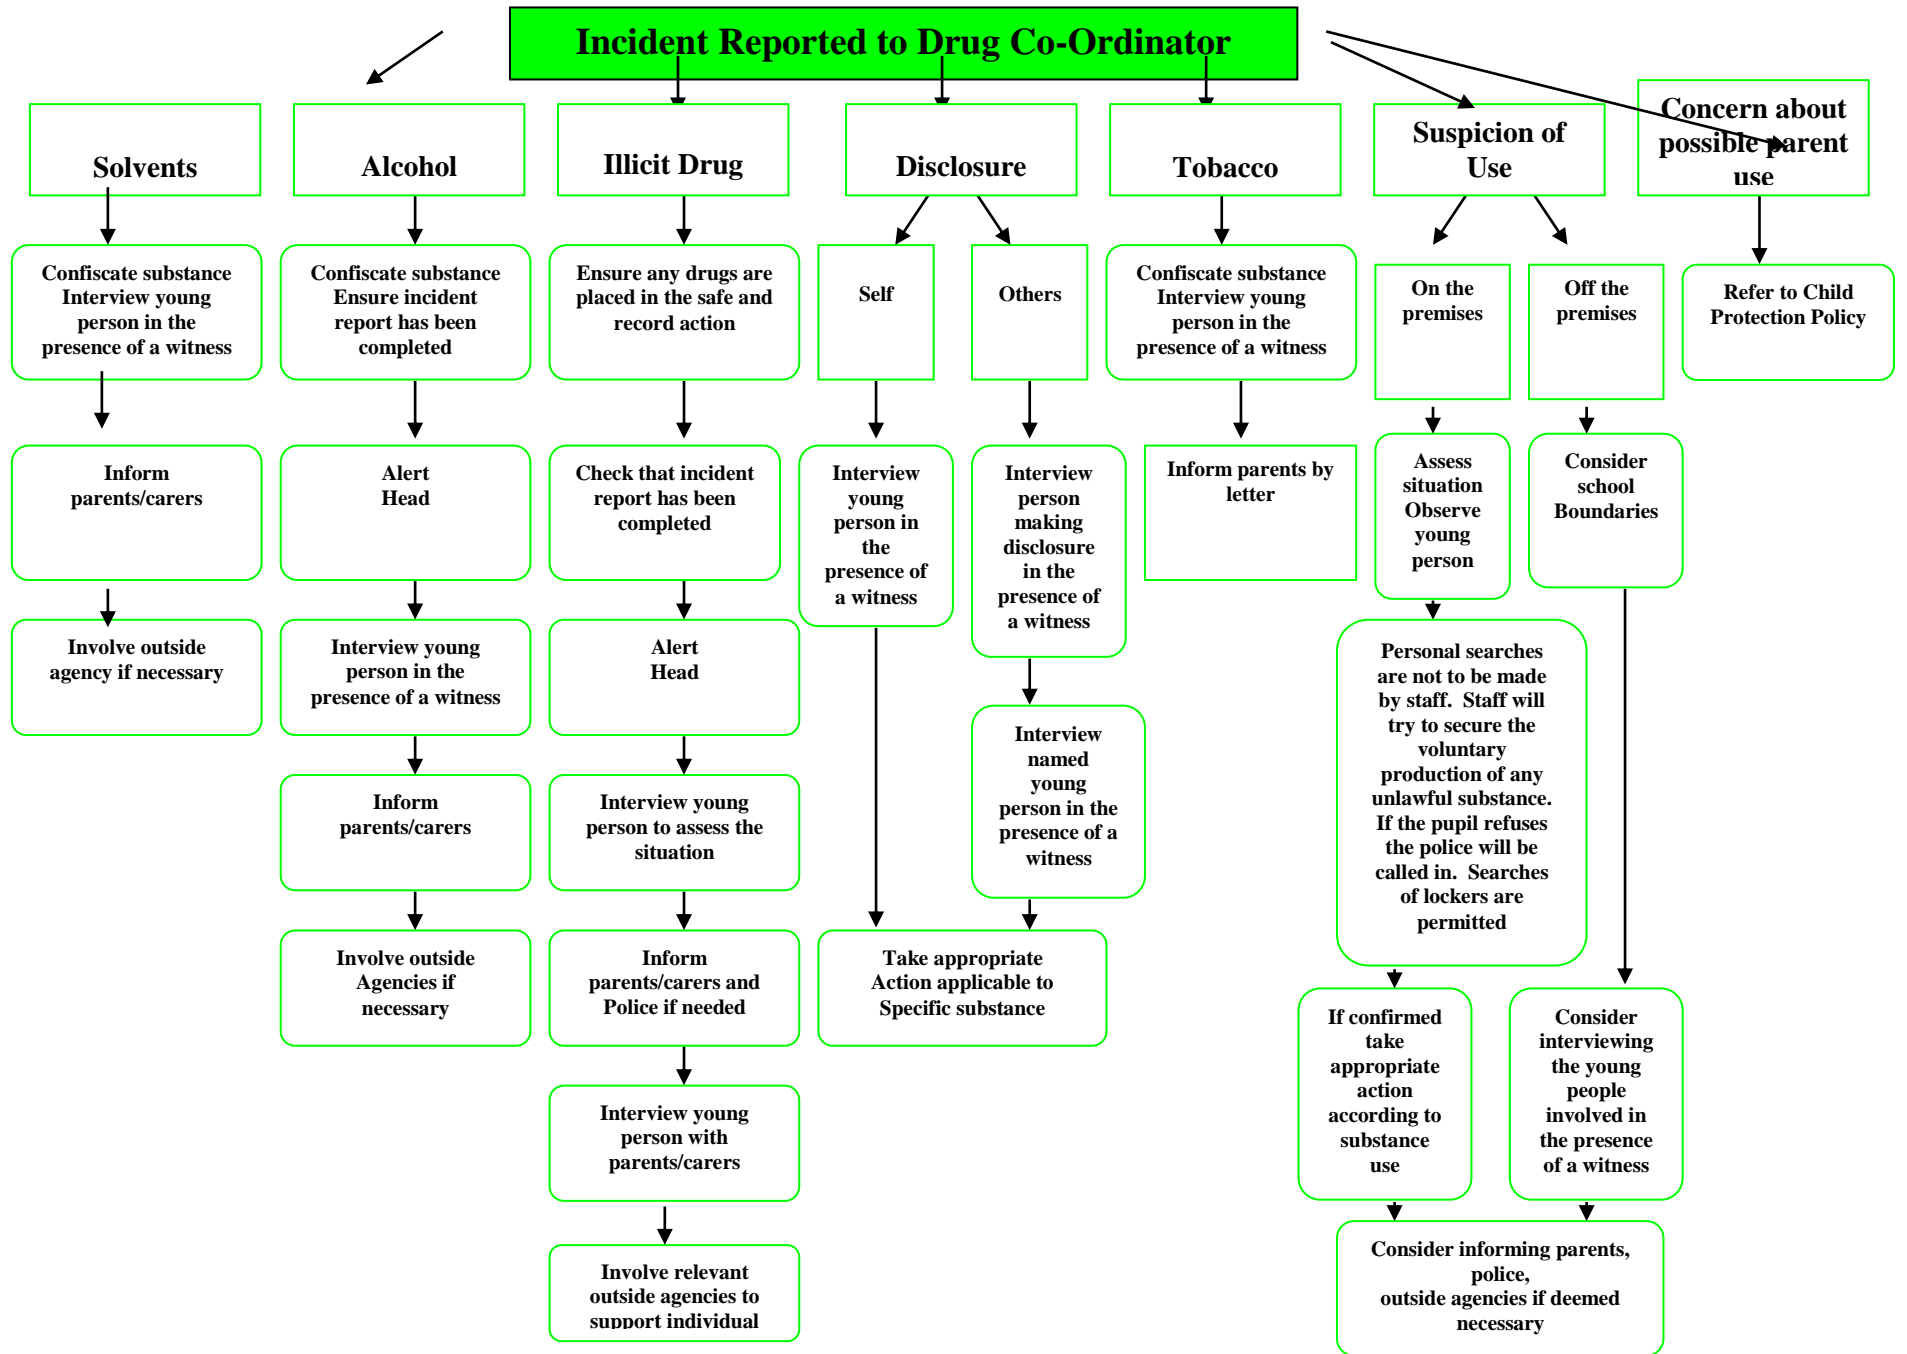 Incident Reported to Drug Co-Ordinator
Solvents
Confiscate substance
Interview young
person in the
presence of a witness
Inform
parents/carers
Involve outside
agency if necessary
Alcohol
Confiscate substance
Ensure incident
report has been
completed
Alert
Head
Interview young
person in the
presence of a witness
Inform
parents/carers
Involve outside
Agencies if
necessary
Illicit Drug
Ensure any drugs are
placed in the safe and
record action
Check that incident
report has been
completed
Alert
Head
Interview young
person to assess the
situation
Inform
parents/carers and
Police if needed
Interview young
person with
parents/carers
Involve relevant
outside agencies to
support individual
Disclosure
Self
Interview
young
person in
the
presence of
a witness
Others
Interview
person
making
disclosure
in the
presence of
a witness
Interview
named
young
person in the
presence of a
witness
Take appropriate
Action applicable to
Specific substance
Tobacco
Confiscate substance
Interview young
person in the
presence of a witness
Inform parents by
letter
Suspicion of
Use
On the
premises
Assess
situation
Observe
young
person
Personal searches
are not to be made
by staff. Staff will
try to secure the
voluntary
production of any
unlawful substance.
If the pupil refuses
the police will be
called in. Searches
of lockers are
permitted
If confirmed
take
appropriate
action
according to
substance
use
Off the
premises
Consider
school
Boundaries
Consider
interviewing
the young
people
involved in
the presence
of a witness
Consider informing parents,
police,
outside agencies if deemed
necessary
Concern about
possible parent
use
Refer to Child
Protection Policy